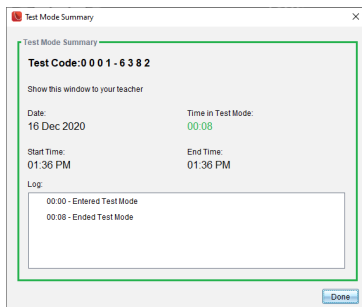 Test Mode Summary
Test Mode Summary
Test Code:0 0 0 1 - 6 3 8 2
Show this window to your teacher
Date:
Time in Test Mode:
16 Dec 2020
00:08
Start Time:
End Time:
01:36 PM
01:36 PM
Log:
00:00 - Entered Test Mode
00:08 - Ended Test Mode
Done